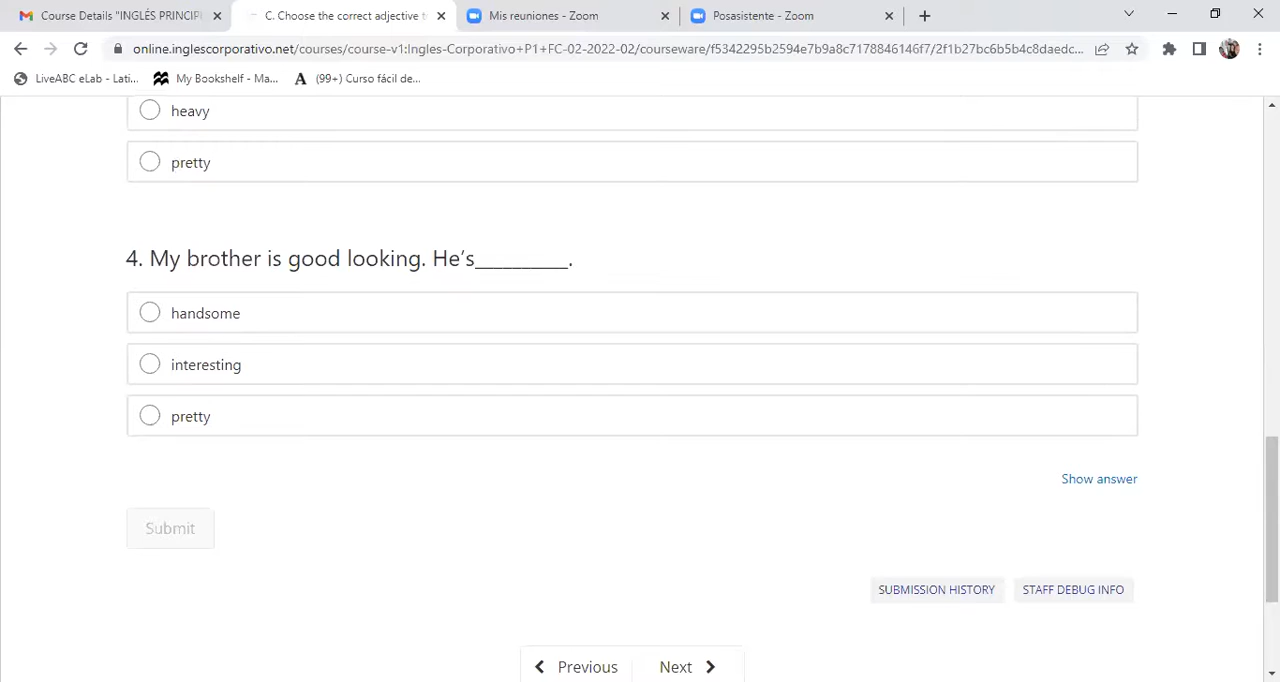 Course Details "INGLÉS PRINCIPI
C. Choose the correct adjective to
Mis reuniones - Zoom
Posasistente - Zoom
online.inglescorporativo.net/courses/course-v1:Ingles-Corporativo+P1+FC-02-2022-02/courseware/f5342295b2594e7b9a8c7178846146f7/2f1b27bc6b5b4c8daedc...
LiveABC eLab - Lati...
My Bookshelf - Ma...
(99+) Curso fácil de...
heavy
pretty
4. My brother is good looking. He's__________.
handsome
interesting
pretty
Show answer
Submit
SUBMISSION HISTORY
STAFF DEBUG INFO
Previous
Next